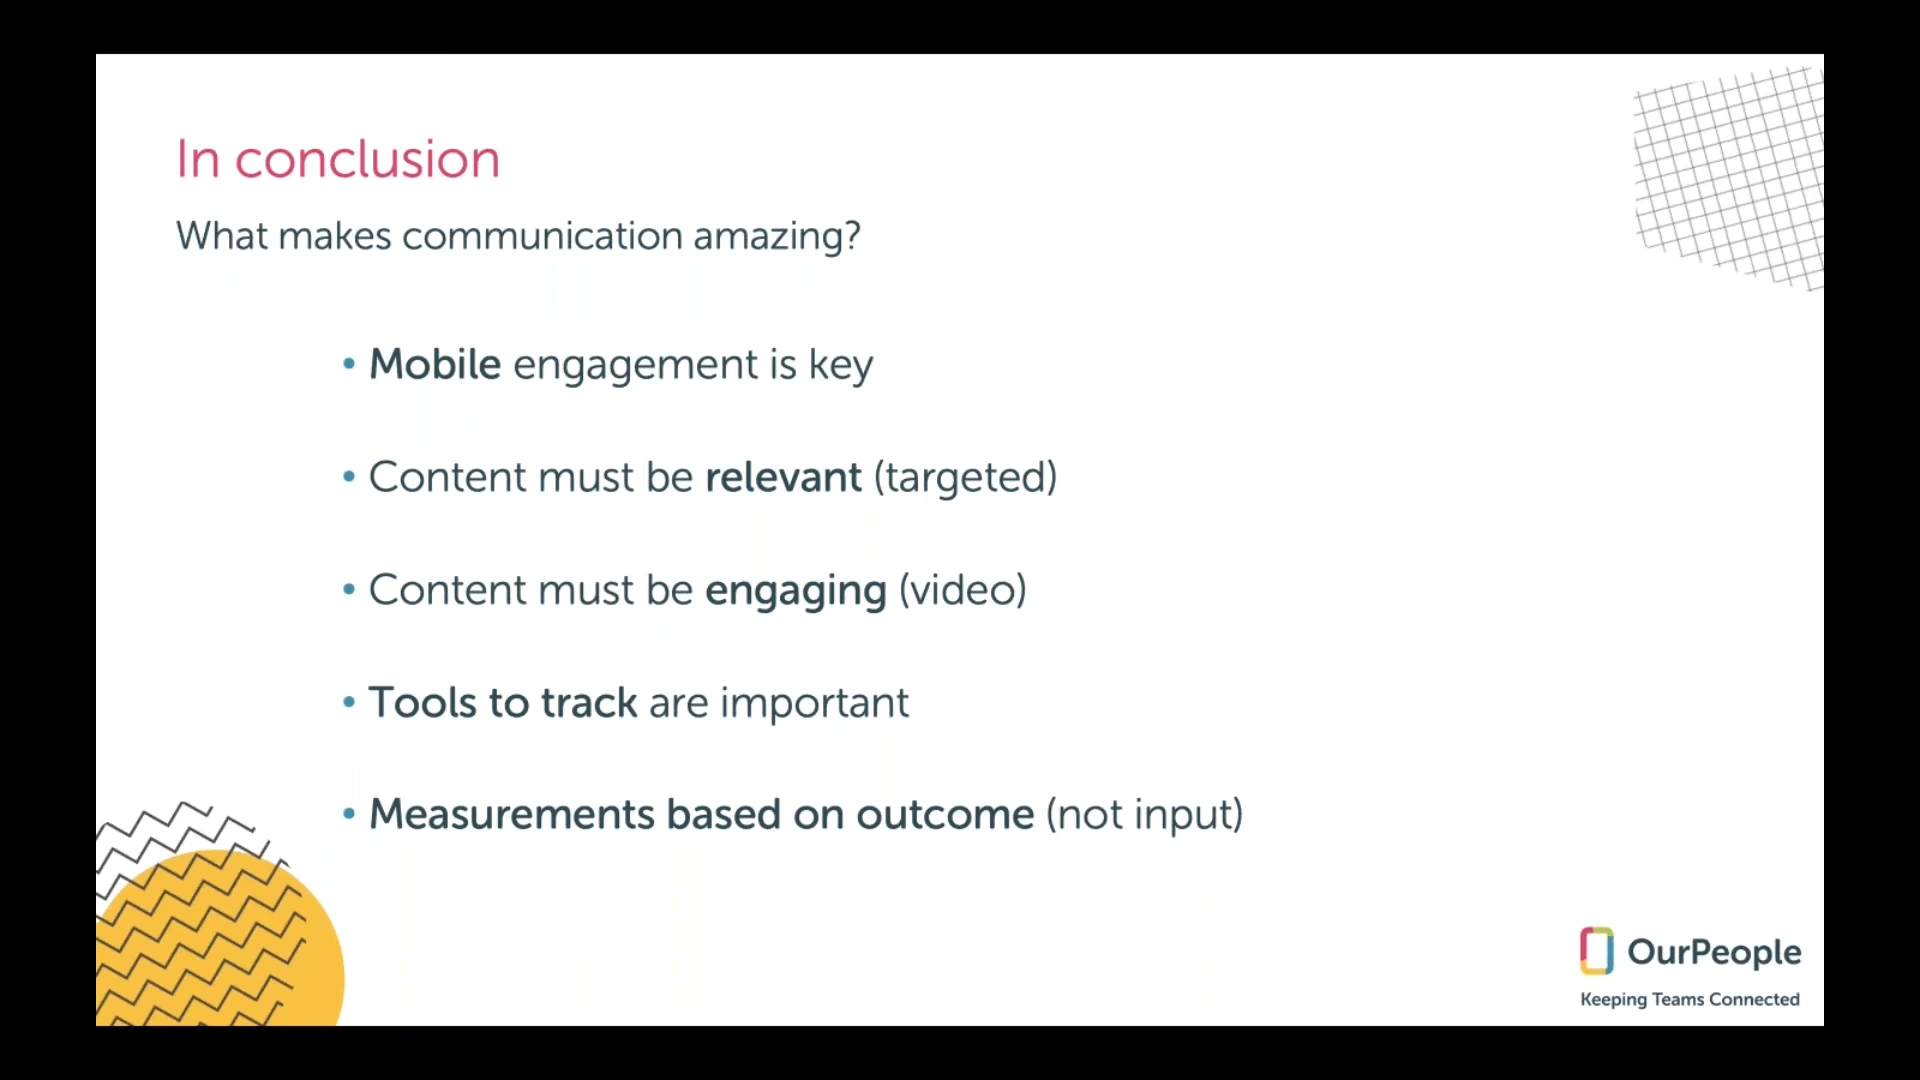 In conclusion
What makes communication amazing?
• Mobile engagement is key
• Content must be relevant (targeted)
• Content must be engaging (video)
• Tools to track are important
• Measurements based on outcome (not input)
OurPeople
Keeping Teams Connected